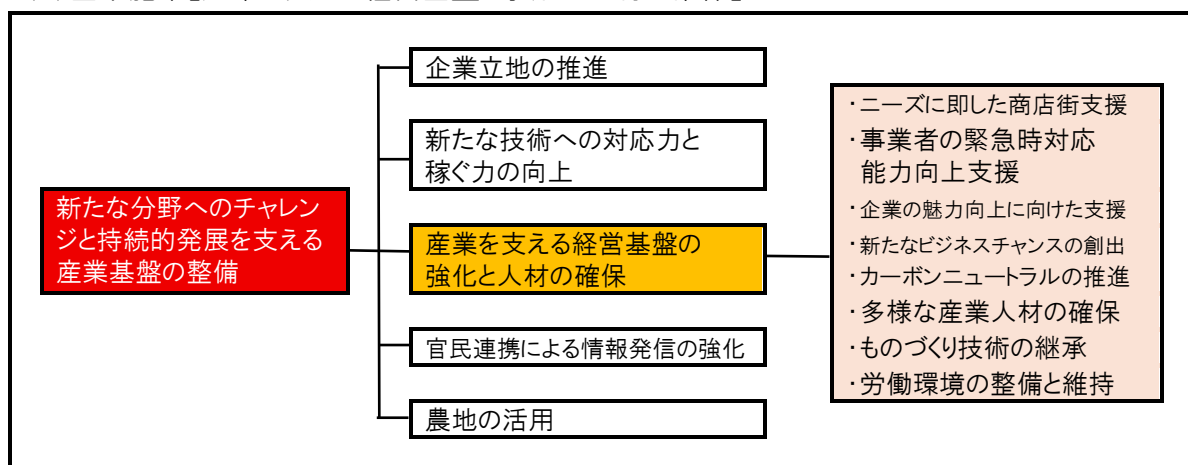 新たな分野へのチャレン
ジと持続的発展を支える
産業基盤の整備
企業立地の推進
新たな技術への対応力と
稼ぐ力の向上
産業を支える経営基盤の
強化と人材の確保
官民連携による情報発信の強化
農地の活用
・ニーズに即した商店街支援
・事業者の緊急時対応
能力向上支援
・企業の魅力向上に向けた支援
・新たなビジネスチャンスの創出
・カーボンニュートラルの推進
・多様な産業人材の確保
・ものづくり技術の継承
・労働環境の整備と維持